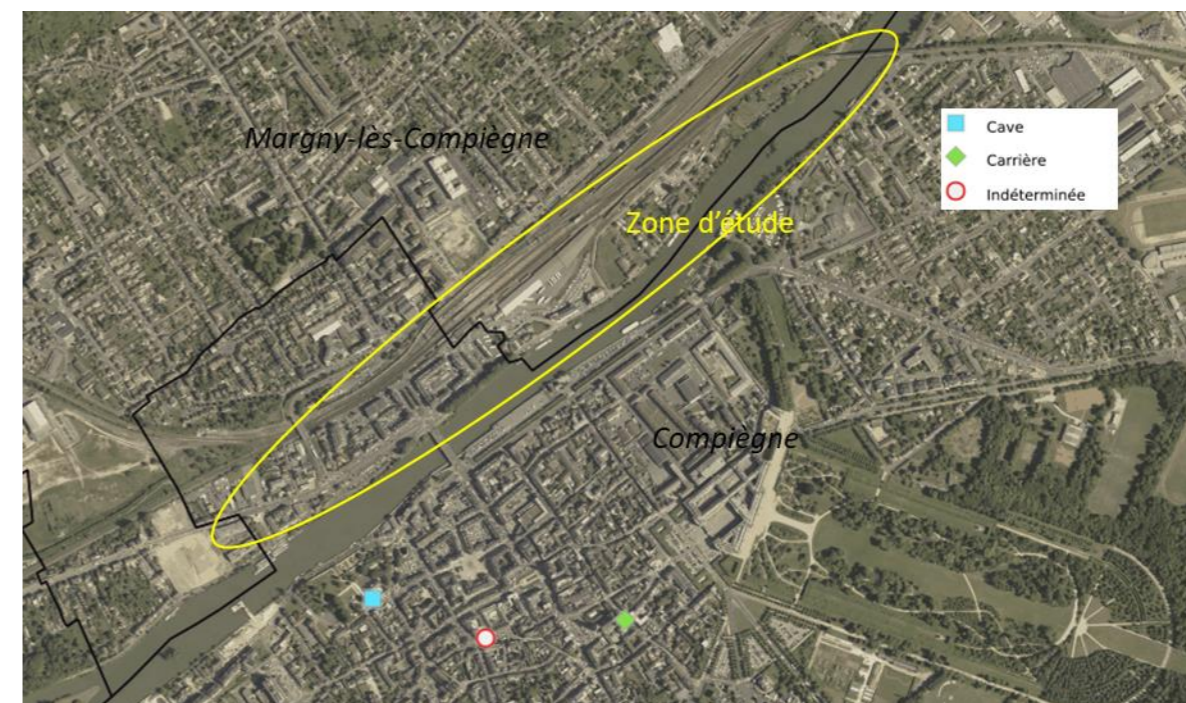 Margny-lès-Compiègne
Cave
Carrière
Indéterminée
Zone d'étude
Compiègne